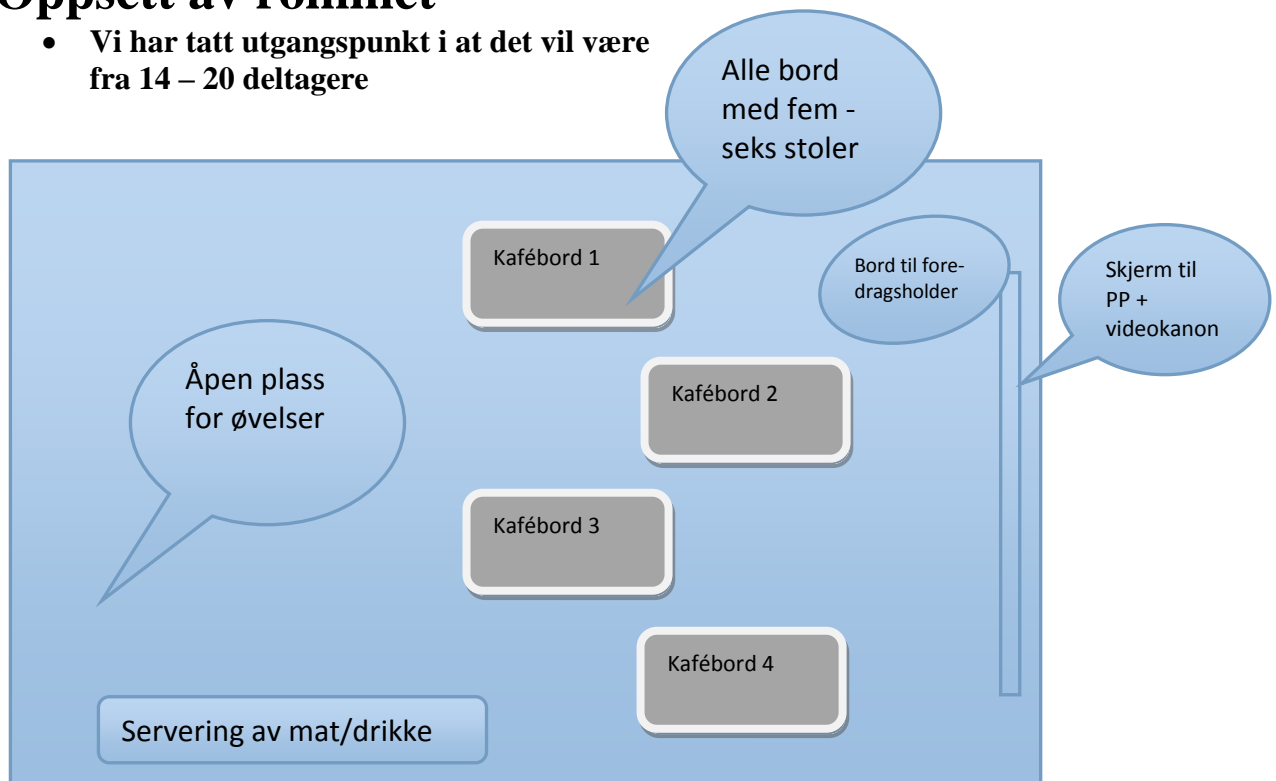 Oppsett av rommet
• Vi har tatt utgangspunkt i at det vil være
fra 14 – 20 deltagere
Alle bord
med fem -
seks stoler
Kafébord 1
Bord til fore-
dragsholder
Skjerm til
PP +
videokanon
Åpen plass
for øvelser
Kafébord 2
Kafébord 3
Kafébord 4
Servering av mat/drikke